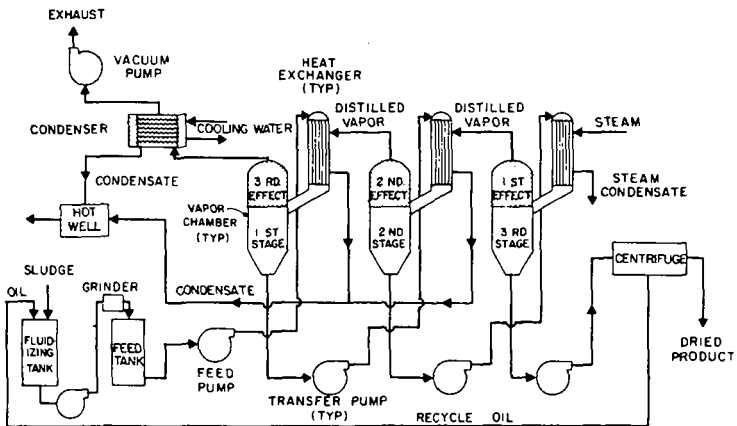 EXHAUST
VACUUM
PUMP
HEAT
EXCHANGER
(TYP)
DISTILLED
VAPOR
DISTILLED
VAPOR
STEAM
CONDENSER
COOLING WATER
CONDENSATE
3 RD.
EFFECT
2 ND.
EFFECT
1 ST
EFFECT
STEAM
CONDENSATE
HOT
WELL
VAPOR
CHAMBER
(TYP)
1 ST
STAGE
2 ND
STAGE
3 RD
STAGE
CENTRIFUGE
SLUDGE
OIL
GRINDER
CONDENSATE
FLUID-
IZING
TANK
FEED
TANK
FEED
PUMP
TRANSFER PUMP
(TYP)
RECYCLE OIL
DRIED
PRODUCT